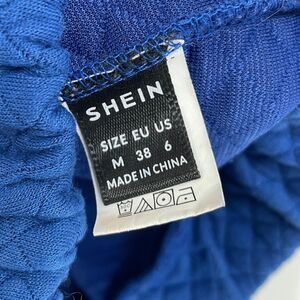 SHEIN
SIZE EU US
M 38 6
MADE IN CHINA